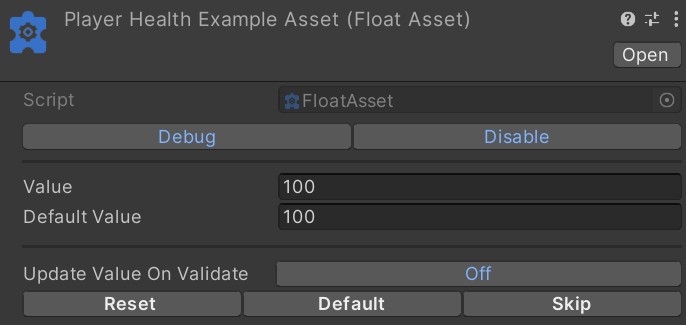 Player Health Example Asset (Float Asset)
Open
Script FloatAsset
Debug Disable
Value 100
Default Value 100
Update Value On Validate Off
Reset Default Skip